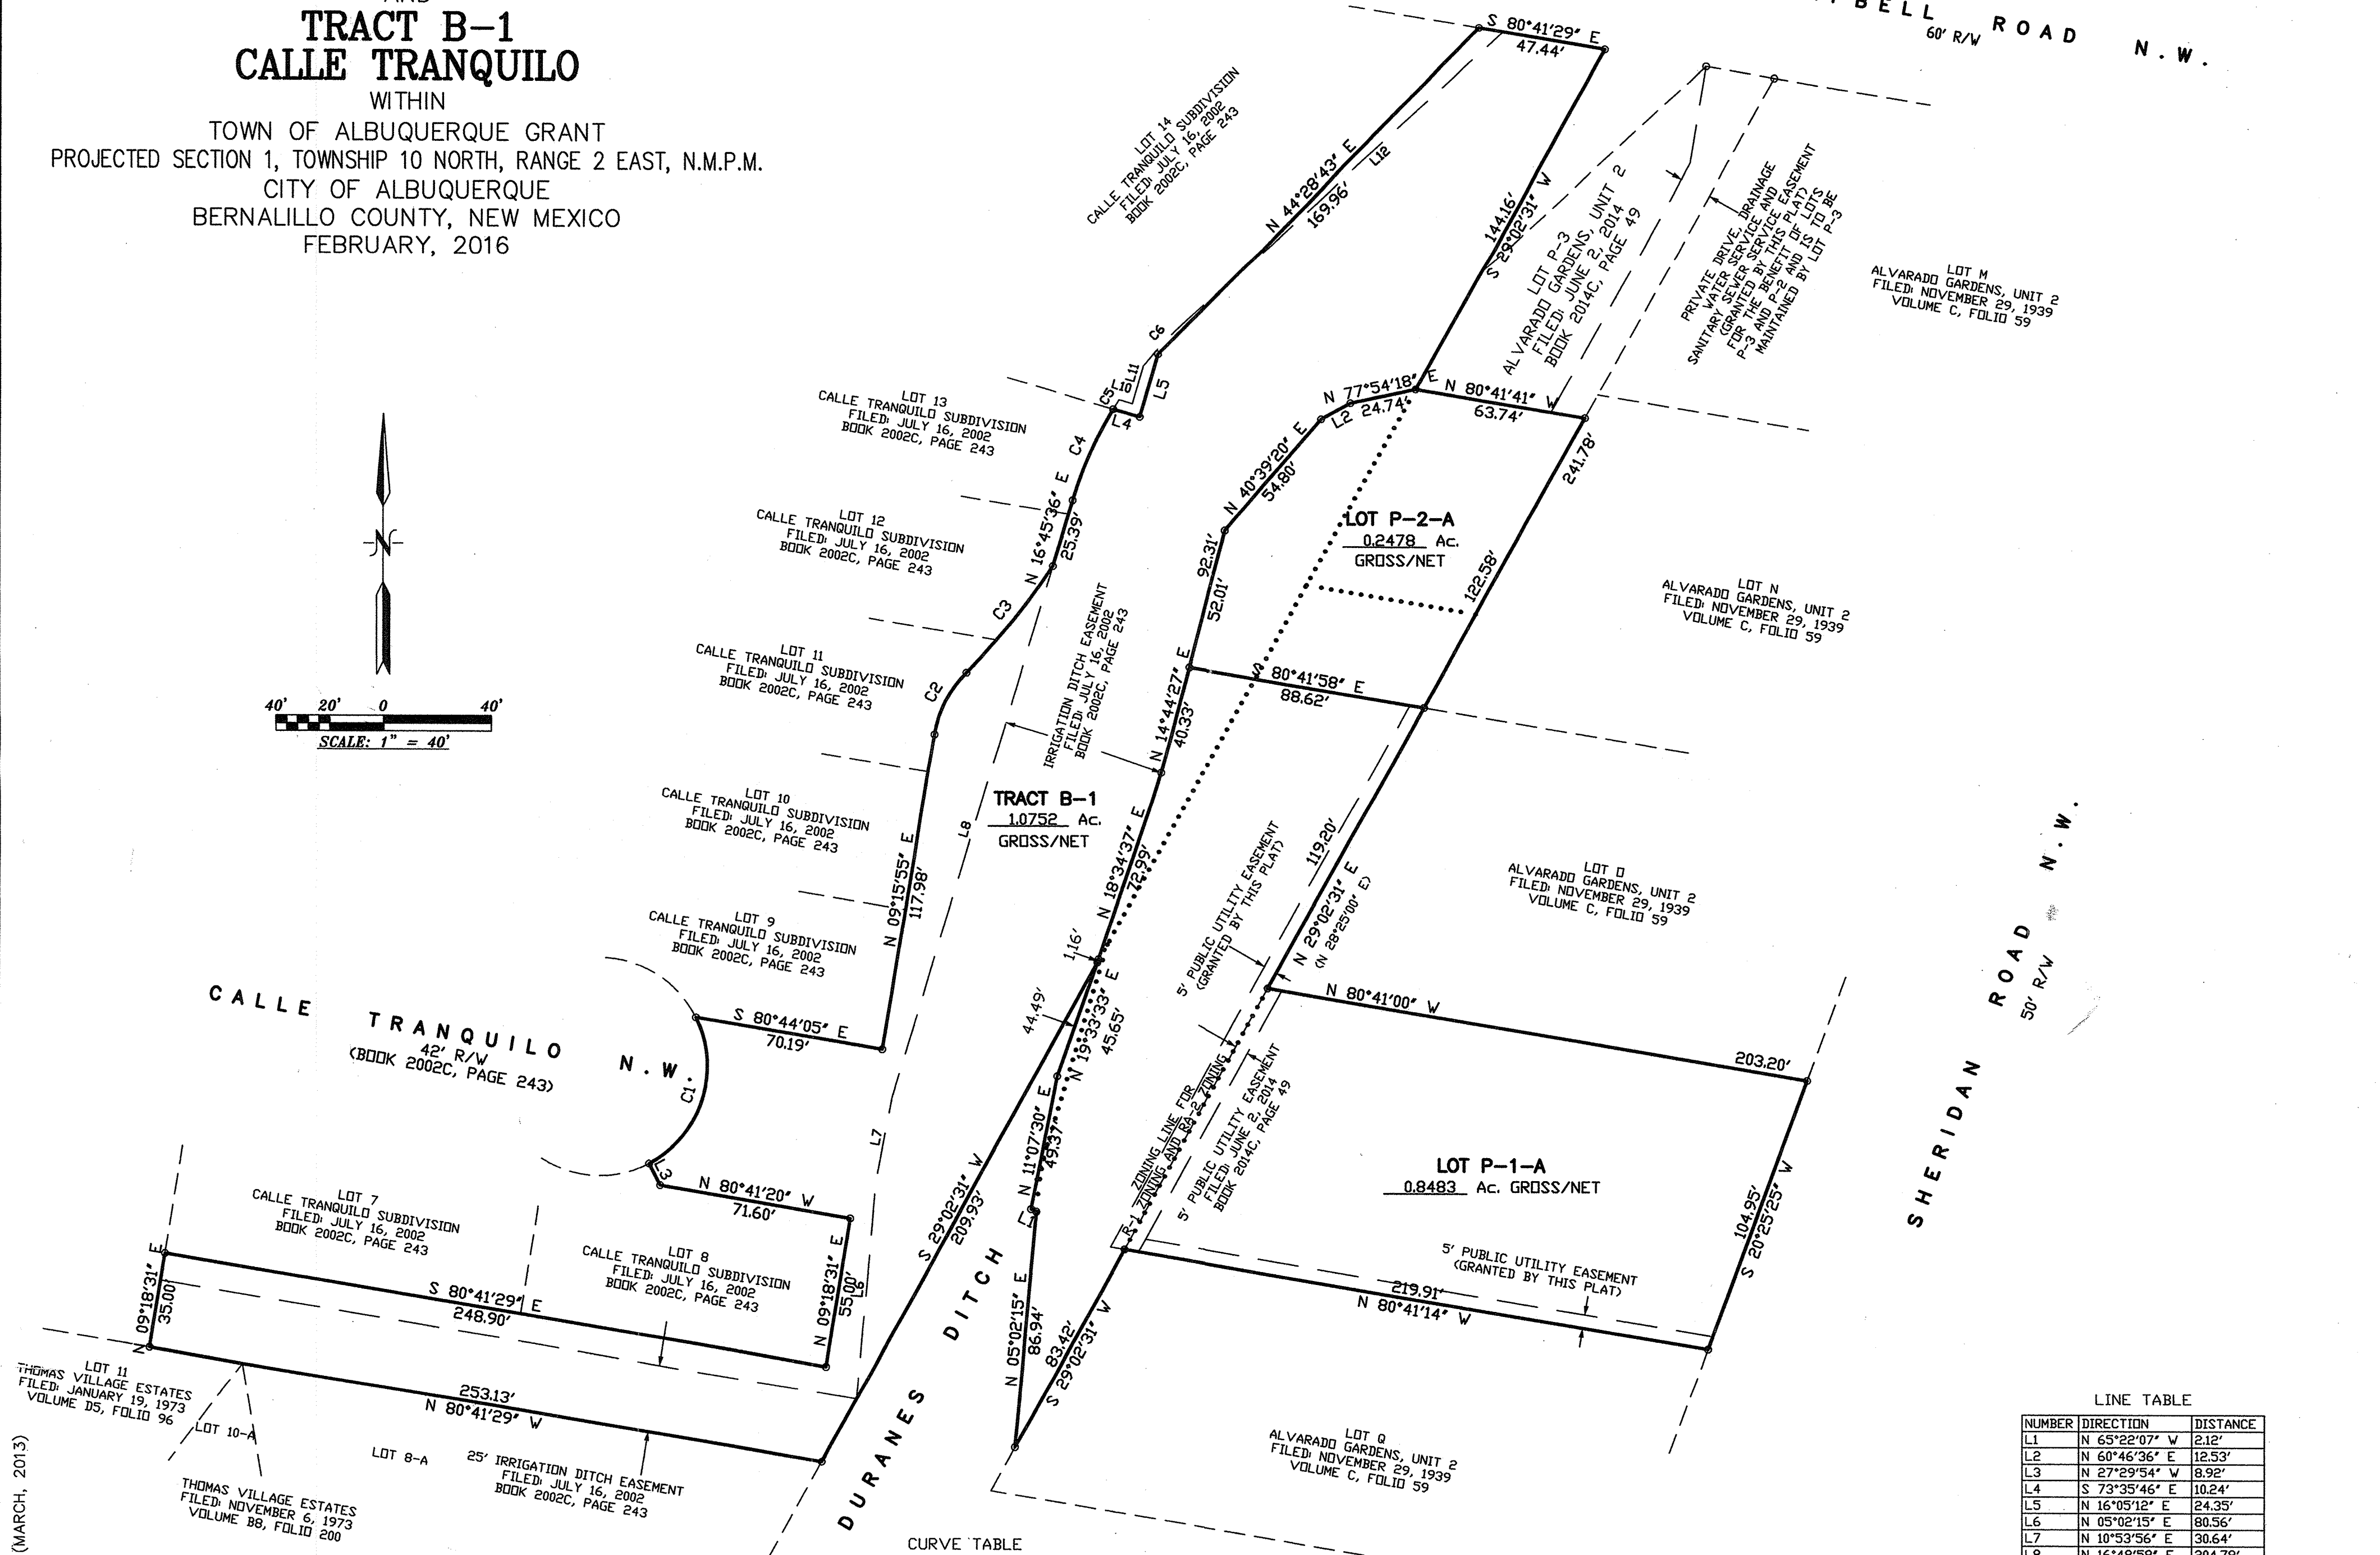 TRACT B-1
CALLE TRANQUILO
WITHIN
TOWN OF ALBUQUERQUE GRANT
PROJECTED SECTION 1, TOWNSHIP 10 NORTH, RANGE 2 EAST, N.M.P.M.
CITY OF ALBUQUERQUE
BERNALILLO COUNTY, NEW MEXICO
FEBRUARY, 2016
BELL ROAD N.W.
60' R/W
S 80°41'29" E
47.44'
LOT 14
CALLE TRANQUILO SUBDIVISION
FILED: JULY 16, 2002
BOOK 2002C, PAGE 243
N 44°28'43" E
169.96'
L12
144.16'
S 29°02'31" W
LOT P-3
ALVARADO GARDENS, UNIT 2
FILED: JUNE 2, 2014
BOOK 2014C, PAGE 49
PRIVATE DRIVE, DRAINAGE
WATER SERVICE AND
SANITARY SEWER SERVICE EASEMENT
(GRANTED BY THIS PLAT)
FOR THE BENEFIT OF LOTS
P-3 AND P-2 AND IS TO BE
MAINTAINED BY LOT P-3
LOT M
ALVARADO GARDENS, UNIT 2
FILED: NOVEMBER 29, 1939
VOLUME C, FOLIO 59
C6
L5
L11
L10
C5
L4
C4
LOT 13
CALLE TRANQUILO SUBDIVISION
FILED: JULY 16, 2002
BOOK 2002C, PAGE 243
N 77°54'18" E
24.74'
L2
N 80°41'41" W
63.74'
241.78'
N 40°39'20" E
54.80'
N
40' 20' 0 40'
SCALE: 1" = 40'
LOT 12
CALLE TRANQUILO SUBDIVISION
FILED: JULY 16, 2002
BOOK 2002C, PAGE 243
N 16°45'36" E
25.39'
LOT P-2-A
0.2478 Ac.
GROSS/NET
92.31'
52.01'
122.58'
C3
LOT N
ALVARADO GARDENS, UNIT 2
FILED: NOVEMBER 29, 1939
VOLUME C, FOLIO 59
IRRIGATION DITCH EASEMENT
FILED: JULY 16, 2002
BOOK 2002C, PAGE 243
LOT 11
CALLE TRANQUILO SUBDIVISION
FILED: JULY 16, 2002
BOOK 2002C, PAGE 243
C2
S 80°41'58" E
88.62'
N 14°44'27" E
40.33'
LOT 10
CALLE TRANQUILO SUBDIVISION
FILED: JULY 16, 2002
BOOK 2002C, PAGE 243
L8
TRACT B-1
1.0752 Ac.
GROSS/NET
N 09°15'55" E
117.98'
N 18°34'37" E
72.99'
5' PUBLIC UTILITY EASEMENT
(GRANTED BY THIS PLAT)
119.20'
N 29°02'31" E
(N 28°25'00" E)
LOT O
ALVARADO GARDENS, UNIT 2
FILED: NOVEMBER 29, 1939
VOLUME C, FOLIO 59
LOT 9
CALLE TRANQUILO SUBDIVISION
FILED: JULY 16, 2002
BOOK 2002C, PAGE 243
1.16'
44.49'
N 19°33'33" E
45.65'
CALLE TRANQUILO N.W.
42' R/W
(BOOK 2002C, PAGE 243)
S 80°44'05" E
70.19'
C1
L3
L7
N 80°41'00" W
203.20'
SHERIDAN ROAD N.W.
50' R/W
R-1 ZONING LINE FOR
ZONING AND RA-2 ZONING
5' PUBLIC UTILITY EASEMENT
FILED: JUNE 2, 2014
BOOK 2014C, PAGE 49
N 11°07'30" E
49.37'
L1
LOT P-1-A
0.8483 Ac. GROSS/NET
104.95'
S 20°25'25" W
N 80°41'20" W
71.60'
S 29°02'31" W
209.93'
LOT 7
CALLE TRANQUILO SUBDIVISION
FILED: JULY 16, 2002
BOOK 2002C, PAGE 243
LOT 8
CALLE TRANQUILO SUBDIVISION
FILED: JULY 16, 2002
BOOK 2002C, PAGE 243
N 09°18'31" E
55.00'
L6
N 09°18'31" E
35.00'
S 80°41'29" E
248.90'
5' PUBLIC UTILITY EASEMENT
(GRANTED BY THIS PLAT)
219.91'
N 80°41'14" W
N 05°02'15" E
86.94'
83.42'
S 29°02'31" W
DURANES DITCH
LOT 11
THOMAS VILLAGE ESTATES
FILED: JANUARY 19, 1973
VOLUME D5, FOLIO 96
253.13'
N 80°41'29" W
LOT 10-A
LOT 8-A
25' IRRIGATION DITCH EASEMENT
FILED: JULY 16, 2002
BOOK 2002C, PAGE 243
THOMAS VILLAGE ESTATES
FILED: NOVEMBER 6, 1973
VOLUME B8, FOLIO 200
LOT Q
ALVARADO GARDENS, UNIT 2
FILED: NOVEMBER 29, 1939
VOLUME C, FOLIO 59
(MARCH, 2013)
CURVE TABLE
LINE TABLE
NUMBER DIRECTION DISTANCE
L1 N 65°22'07" W 2.12'
L2 N 60°46'36" E 12.53'
L3 N 27°29'54" W 8.92'
L4 S 73°35'46" E 10.24'
L5 N 16°05'12" E 24.35'
L6 N 05°02'15" E 80.56'
L7 N 10°53'56" E 30.64'